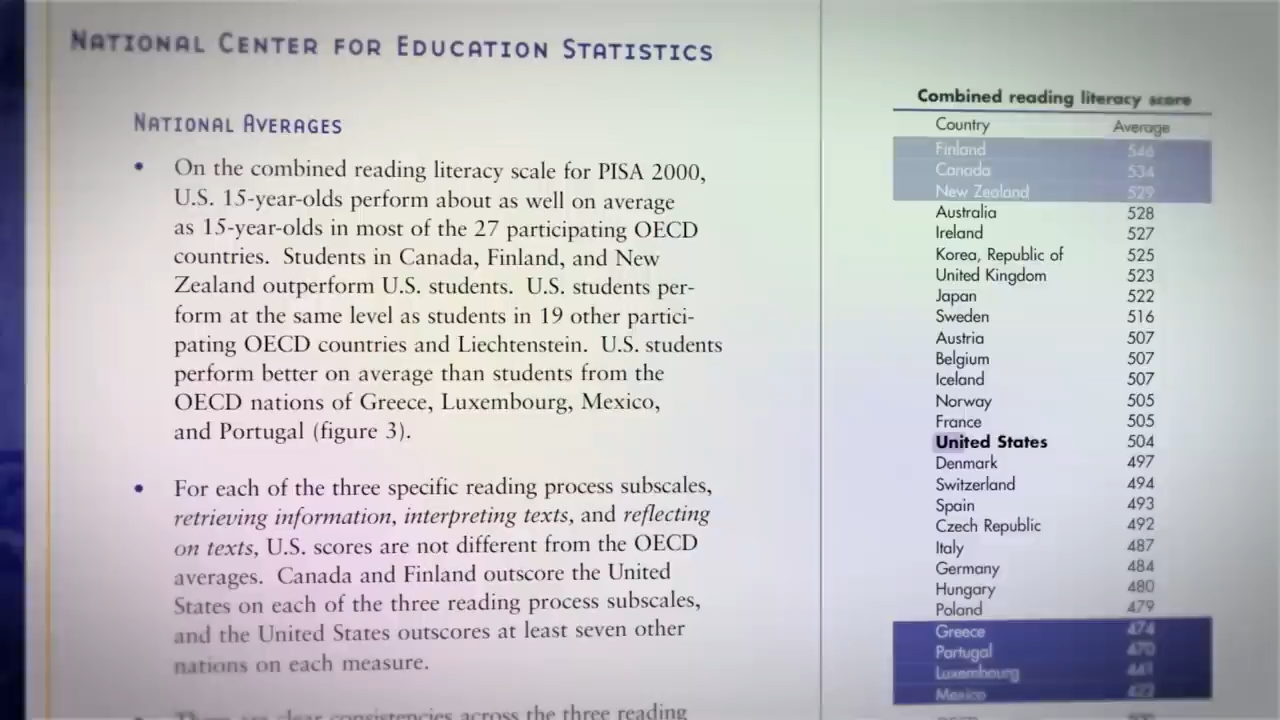 NATIONAL CENTER FOR EDUCATION STATISTICS
NATIONAL AVERAGES
• On the combined reading literacy scale for PISA 2000,
U.S. 15-year-olds perform about as well on average
as 15-year-olds in most of the 27 participating OECD
countries. Students in Canada, Finland, and New
Zealand outperform U.S. students. U.S. students per-
form at the same level as students in 19 other partici-
pating OECD countries and Liechtenstein. U.S. students
perform better on average than students from the
OECD nations of Greece, Luxembourg, Mexico,
and Portugal (figure 3).
• For each of the three specific reading process subscales,
retrieving information, interpreting texts, and reflecting
on texts, U.S. scores are not different from the OECD
averages. Canada and Finland outscore the United
States on each of the three reading process subscales,
and the United States outscores at least seven other
nations on each measure.
• There are clear consistencies across the three reading
Combined reading literacy score
Country Average
Finland 546
Canada 534
New Zealand 529
Australia 528
Ireland 527
Korea, Republic of 525
United Kingdom 523
Japan 522
Sweden 516
Austria 507
Belgium 507
Iceland 507
Norway 505
France 505
United States 504
Denmark 497
Switzerland 494
Spain 493
Czech Republic 492
Italy 487
Germany 484
Hungary 480
Poland 479
Greece 474
Portugal 470
Luxembourg 441
Mexico 422